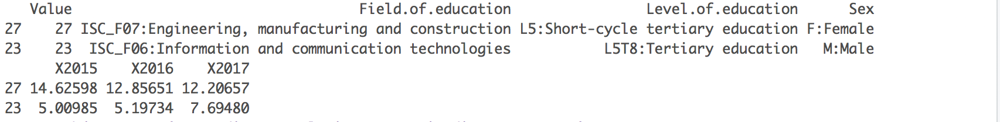 Value Field.of.education Level.of.education Sex
27 27 ISC_F07:Engineering, manufacturing and construction L5:Short-cycle tertiary education F:Female
23 23 ISC_F06:Information and communication technologies L5T8:Tertiary education M:Male
X2015 X2016 X2017
27 14.62598 12.85651 12.20657
23 5.00985 5.19734 7.69480